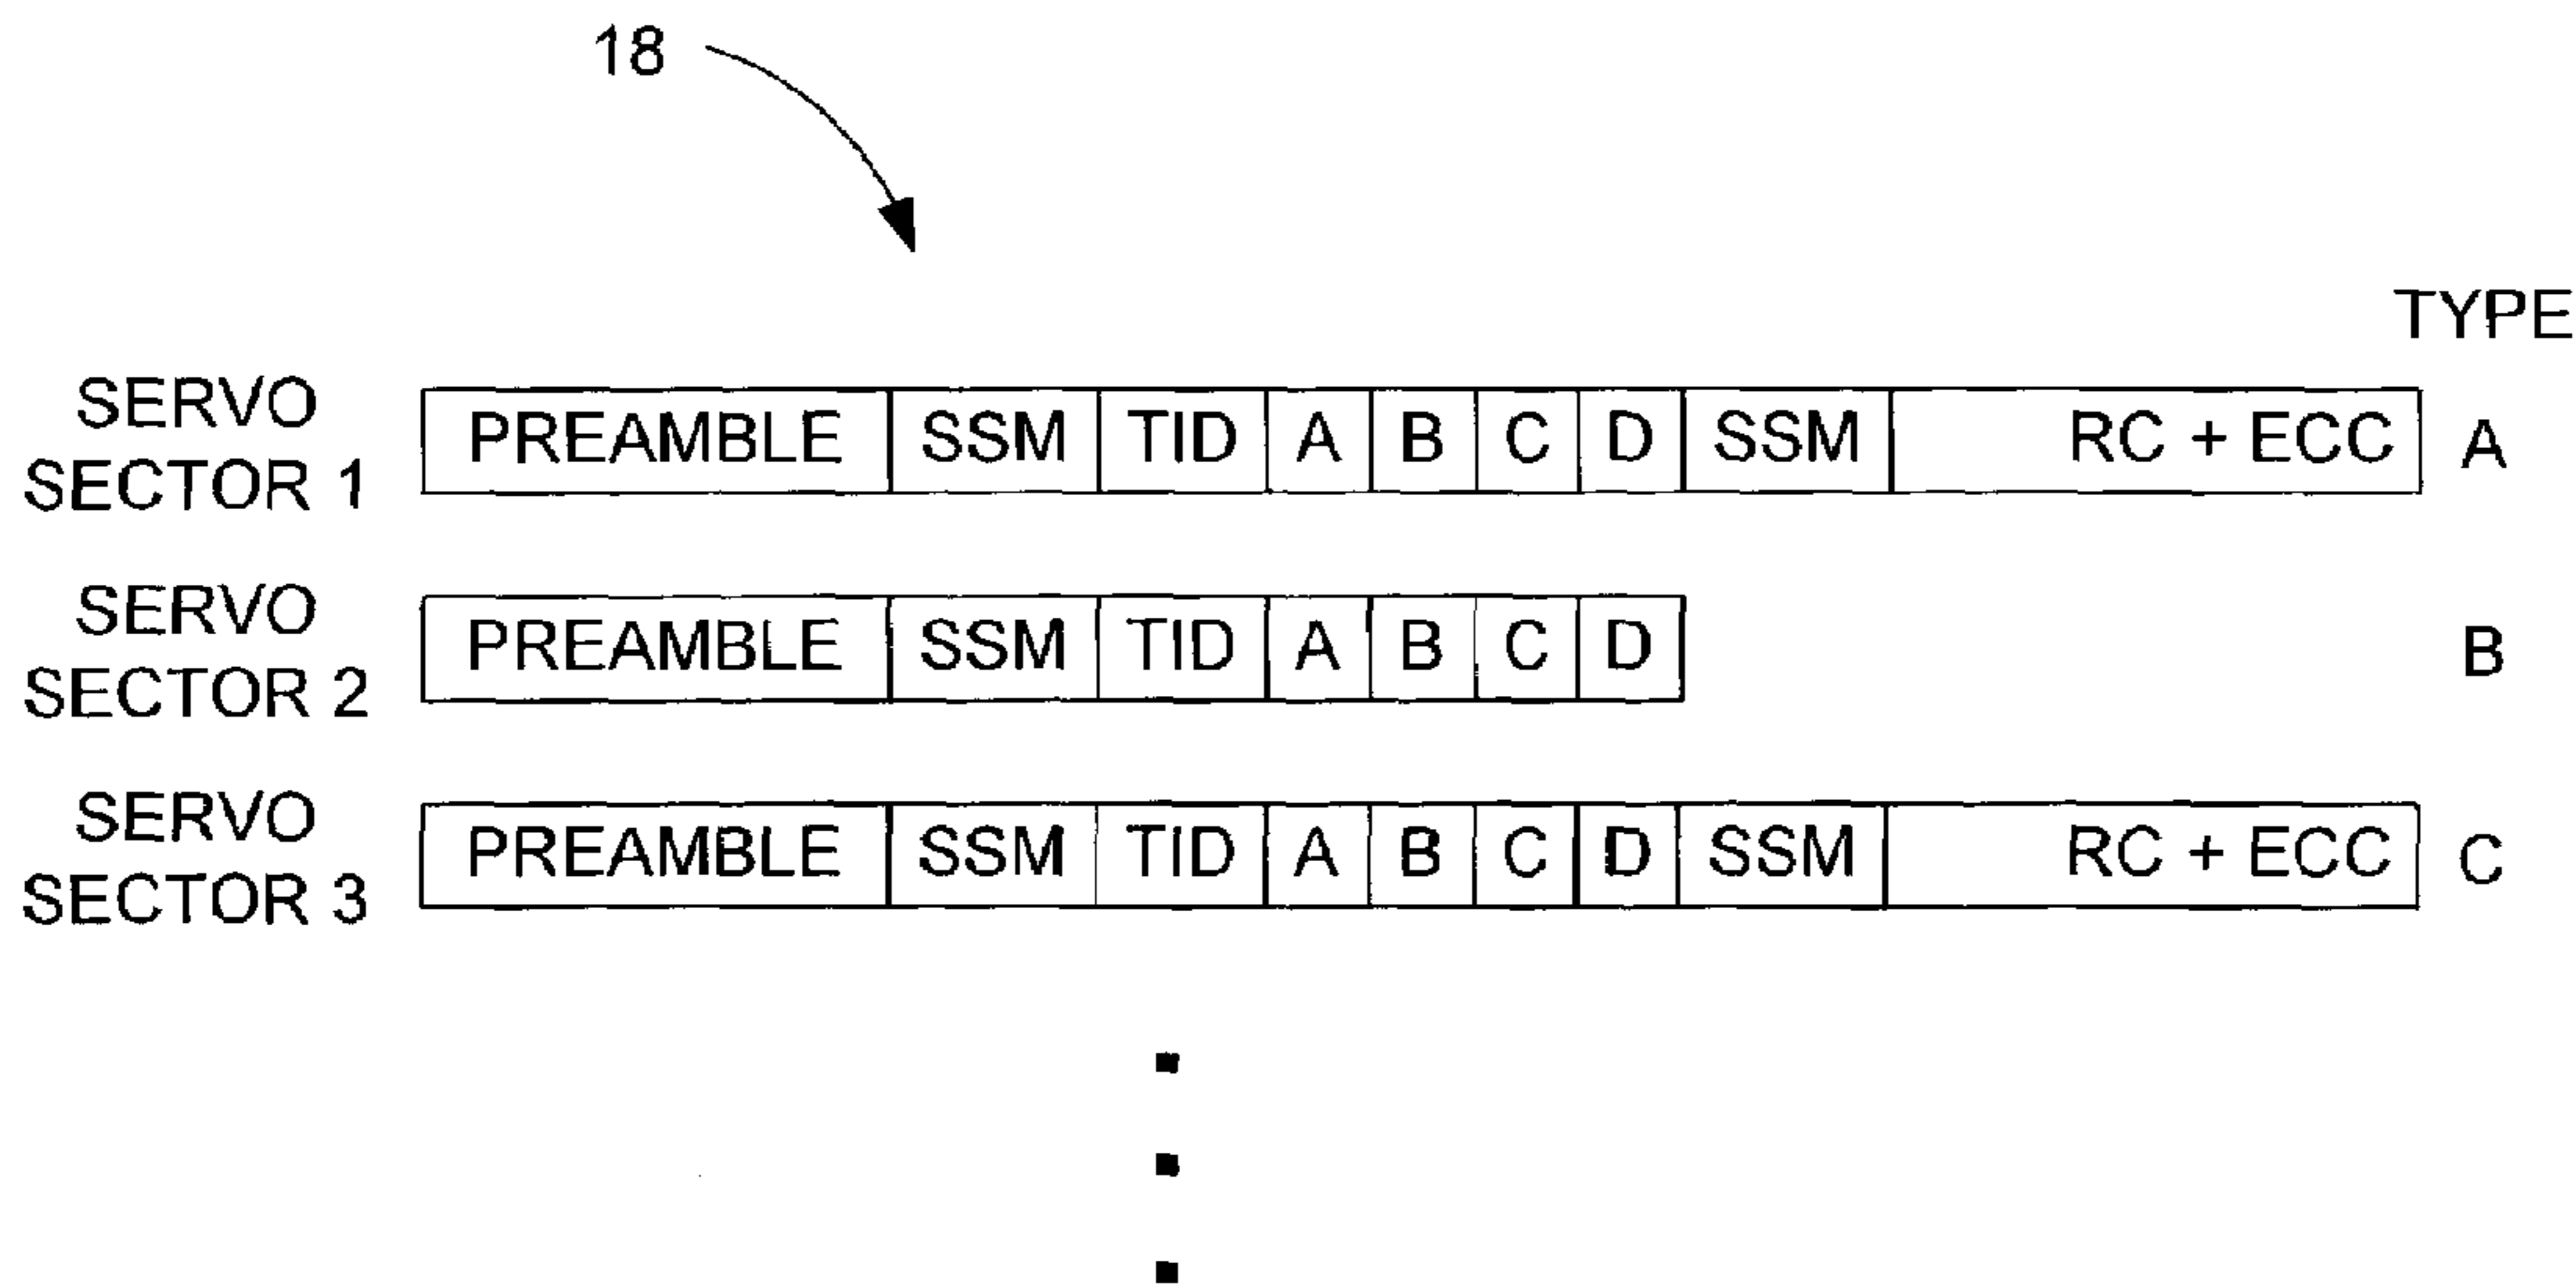 18
TYPE
SERVO
SECTOR 1
PREAMBLE SSM TID A B C D SSM RC + ECC A
SERVO
SECTOR 2
PREAMBLE SSM TID A B C D B
SERVO
SECTOR 3
PREAMBLE SSM TID A B C D SSM RC + ECC C